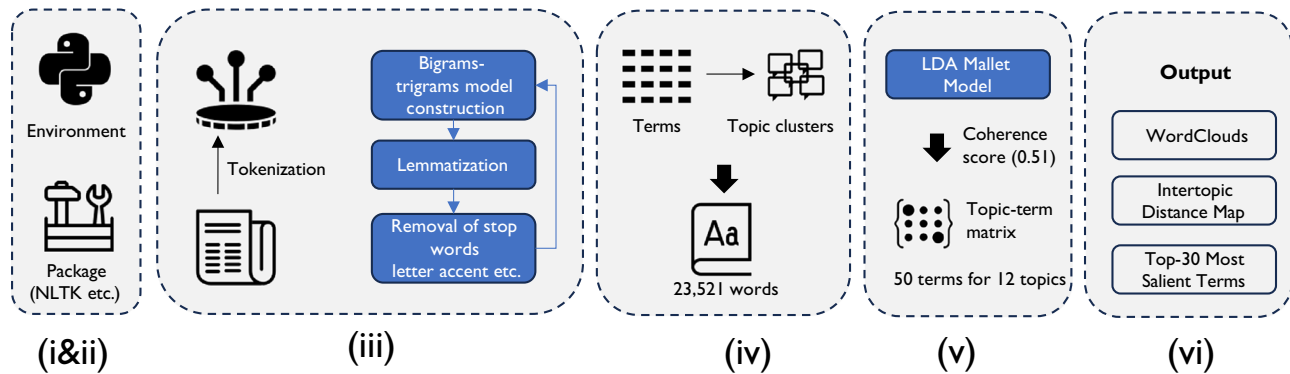 Environment
Package
(NLTK etc.)
(i&ii)
Tokenization
Bigrams-
trigrams model
construction
Lemmatization
Removal of stop
words
letter accent etc.
(iii)
Terms
Topic clusters
Aa
23,521 words
(iv)
LDA Mallet
Model
Coherence
score (0.51)
Topic-term
matrix
50 terms for 12 topics
(v)
Output
WordClouds
Intertopic
Distance Map
Top-30 Most
Salient Terms
(vi)